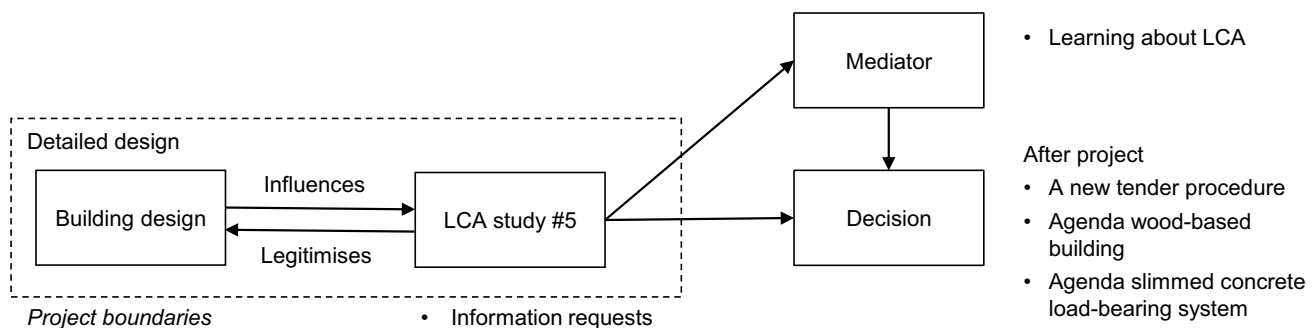 Mediator
• Learning about LCA
Detailed design
Building design
Influences
Legitimises
LCA study #5
Decision
After project
• A new tender procedure
• Agenda wood-based
building
• Agenda slimmed concrete
load-bearing system
Project boundaries
• Information requests